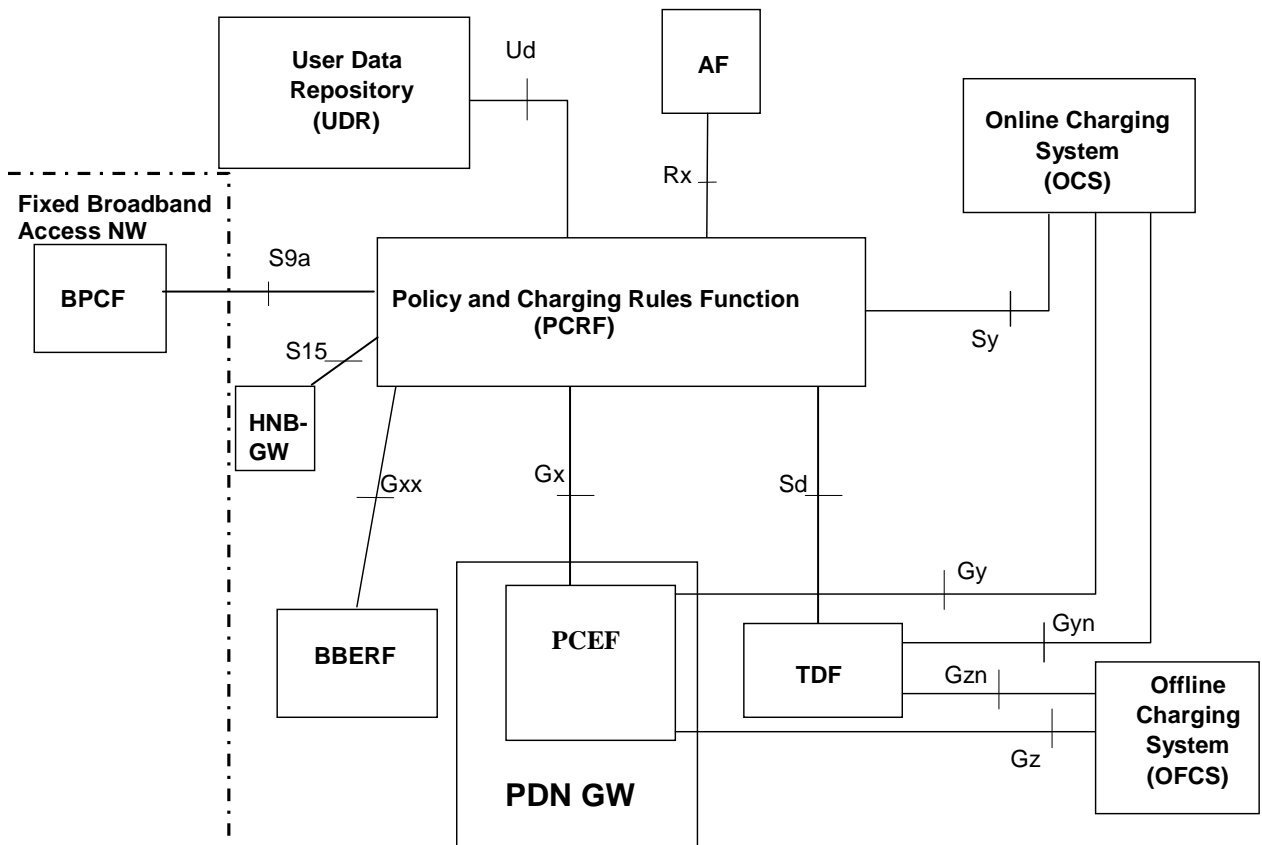 User Data
Repository
(UDR)
Ud
AF
Online Charging
System
(OCS)
Rx
Fixed Broadband
Access NW
BPCF
S9a
Policy and Charging Rules Function
(PCRF)
Sy
S15
HNB-
GW
Gxx
Gx
Sd
Gy
Gyn
BBERF
PCEF
TDF
Gzn
Offline
Charging
System
(OFCS)
Gz
PDN GW